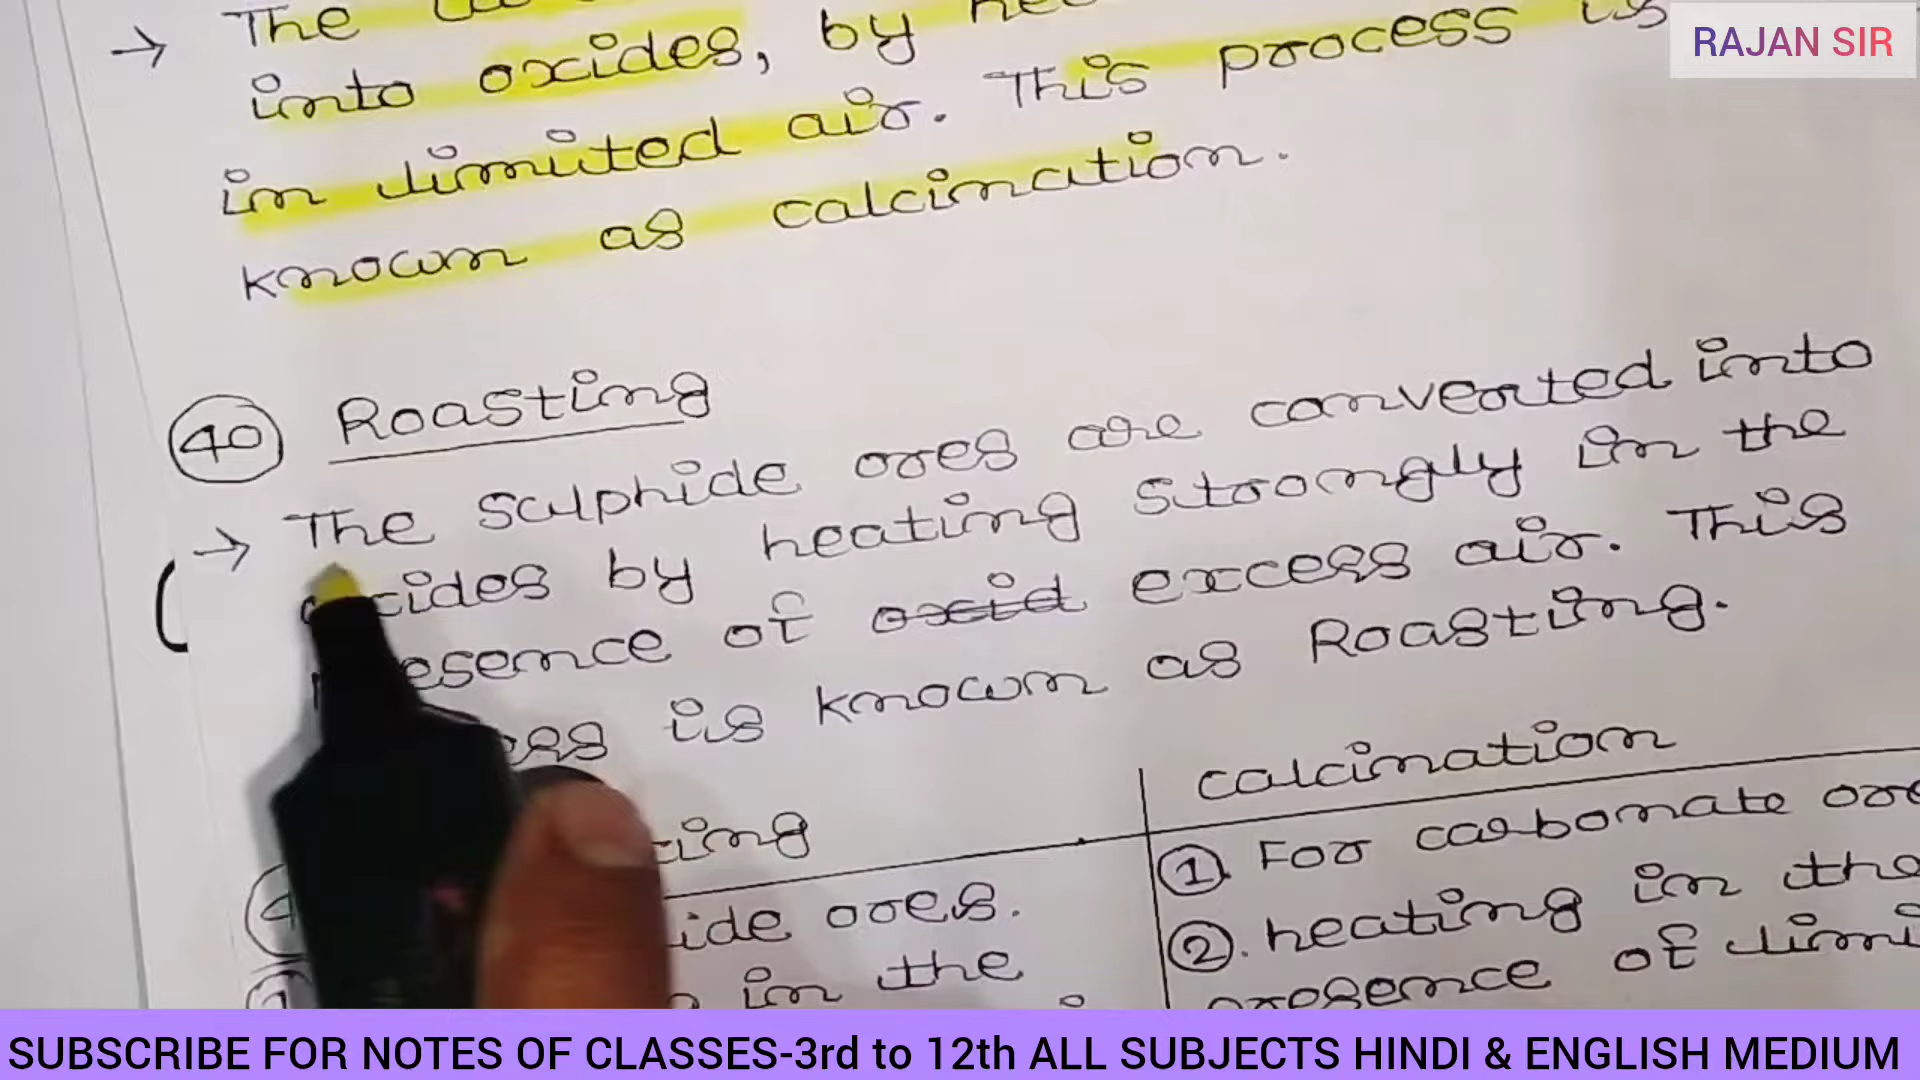 RAJAN SIR
→ The
into oxides, by
in limited air. This process is
known as calcination.
40 Roasting
→ The sulphide ores are converted into
oxides by heating strongly in the
presence of oxid excess air. This
is known as Roasting.
calcination
ores.
① For carbonate
in the
② . heating in the
presence of
SUBSCRIBE FOR NOTES OF CLASSES-3rd to 12th ALL SUBJECTS HINDI & ENGLISH MEDIUM